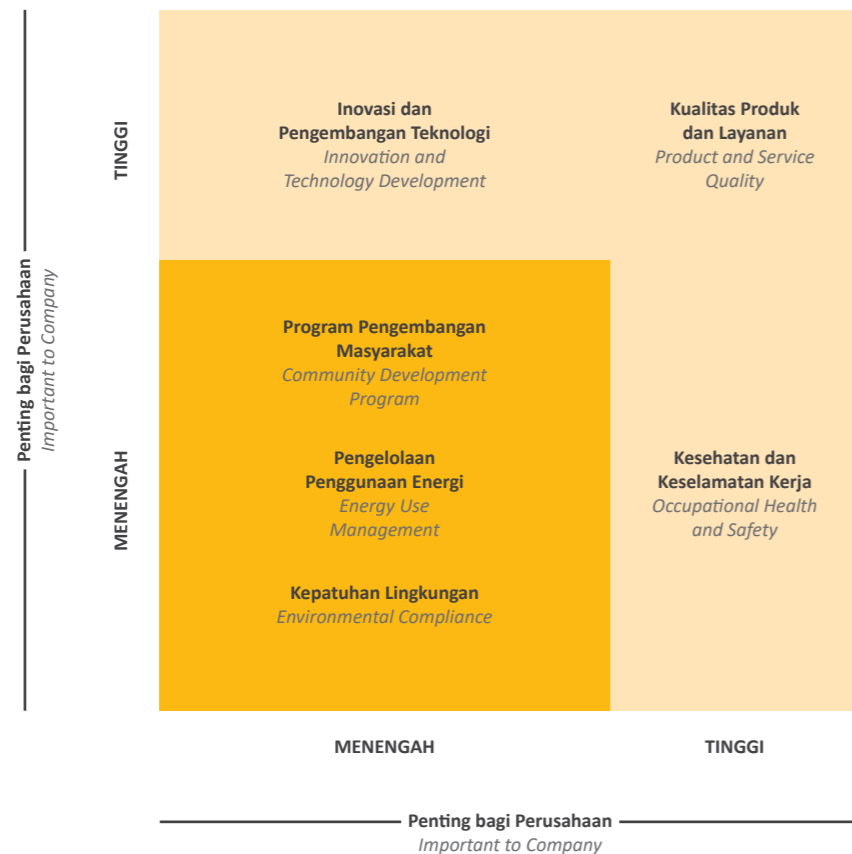 Penting bagi Perusahaan
Important to Company
TINGGI
Inovasi dan
Pengembangan Teknologi
Innovation and
Technology Development
Kualitas Produk
dan Layanan
Product and Service
Quality
MENENGAH
Program Pengembangan
Masyarakat
Community Development
Program
Pengelolaan
Penggunaan Energi
Energy Use
Management
Kepatuhan Lingkungan
Environmental Compliance
Kesehatan dan
Keselamatan Kerja
Occupational Health
and Safety
MENENGAH
TINGGI
Penting bagi Perusahaan
Important to Company